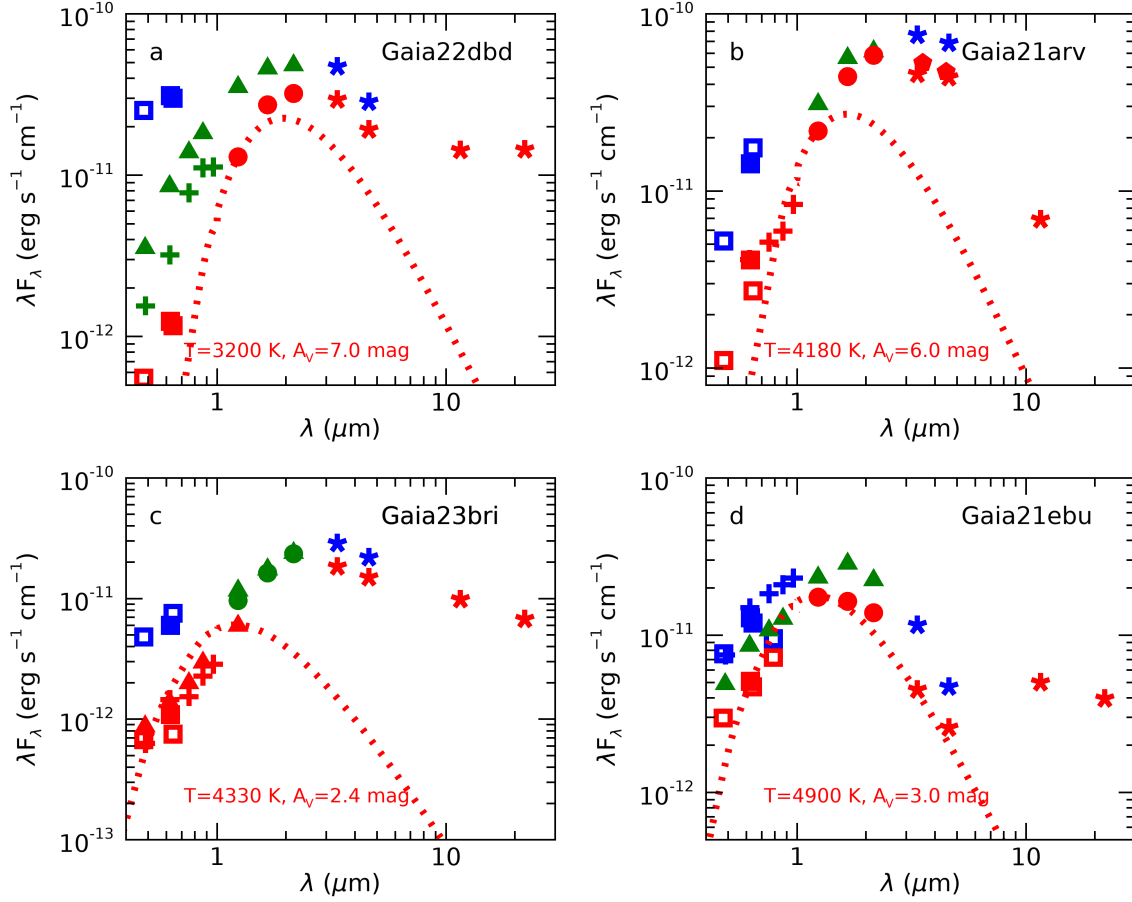 a
Gaia22dbd
10⁻¹⁰
10⁻¹¹
10⁻¹²
λF_λ (erg s⁻¹ cm⁻¹)
T=3200 K, A_V=7.0 mag
1
10
λ (μm)
b
Gaia21arv
10⁻¹⁰
10⁻¹¹
10⁻¹²
λF_λ (erg s⁻¹ cm⁻¹)
T=4180 K, A_V=6.0 mag
1
10
λ (μm)
c
Gaia23bri
10⁻¹⁰
10⁻¹¹
10⁻¹²
10⁻¹³
λF_λ (erg s⁻¹ cm⁻¹)
T=4330 K, A_V=2.4 mag
1
10
λ (μm)
d
Gaia21ebu
10⁻¹⁰
10⁻¹¹
10⁻¹²
λF_λ (erg s⁻¹ cm⁻¹)
T=4900 K, A_V=3.0 mag
1
10
λ (μm)